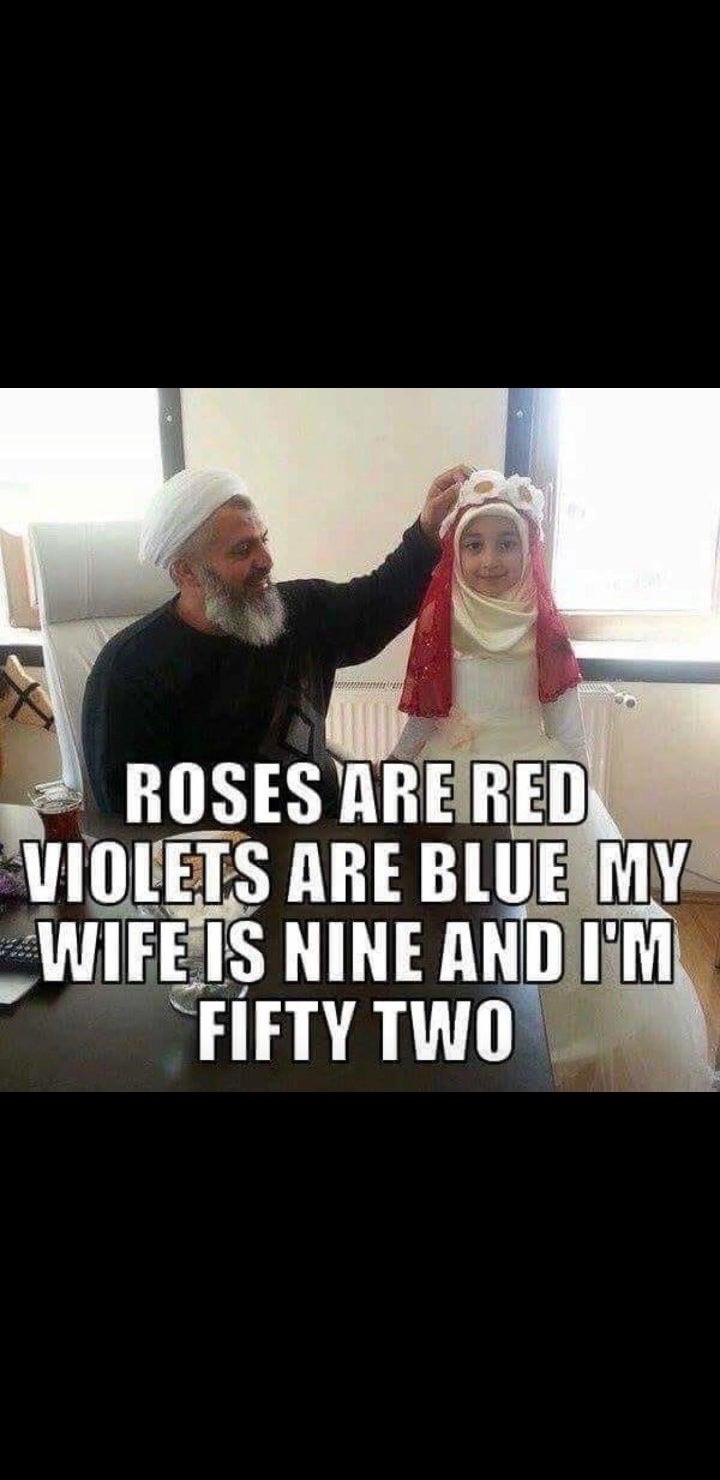 ROSES ARE RED
VIOLETS ARE BLUE MY
WIFE IS NINE AND I'M
FIFTY TWO